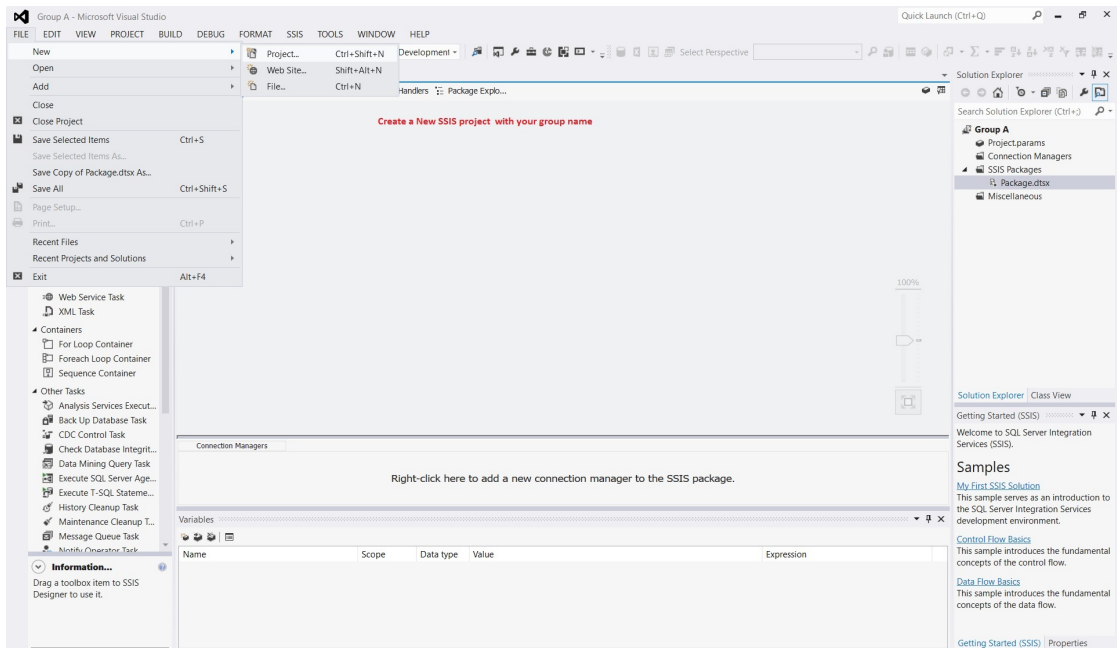 Group A - Microsoft Visual Studio
Quick Launch (Ctrl+Q)
FILE EDIT VIEW PROJECT BUILD DEBUG FORMAT SSIS TOOLS WINDOW HELP
New
Open
Add
Close
Close Project
Save Selected Items Ctrl+S
Save Selected Items As...
Save Copy of Package.dtsx As...
Save All Ctrl+Shift+S
Page Setup...
Print... Ctrl+P
Recent Files
Recent Projects and Solutions
Exit Alt+F4
Project... Ctrl+Shift+N
Web Site... Shift+Alt+N
File... Ctrl+N
Development
Select Perspective
Handlers Package Explo...
Create a New SSIS project with your group name
100%
Web Service Task
XML Task
Containers
For Loop Container
Foreach Loop Container
Sequence Container
Other Tasks
Analysis Services Execut...
Back Up Database Task
CDC Control Task
Check Database Integrit...
Data Mining Query Task
Execute SQL Server Age...
Execute T-SQL Stateme...
History Cleanup Task
Maintenance Cleanup T...
Message Queue Task
Notify Operator Task
Information...
Drag a toolbox item to SSIS
Designer to use it.
Connection Managers
Right-click here to add a new connection manager to the SSIS package.
Variables
Name Scope Data type Value Expression
Solution Explorer
Search Solution Explorer (Ctrl+;)
Group A
Project.params
Connection Managers
SSIS Packages
Package.dtsx
Miscellaneous
Solution Explorer Class View
Getting Started (SSIS)
Welcome to SQL Server Integration
Services (SSIS).
Samples
My First SSIS Solution
This sample serves as an introduction to
the SQL Server Integration Services
development environment.
Control Flow Basics
This sample introduces the fundamental
concepts of the control flow.
Data Flow Basics
This sample introduces the fundamental
concepts of the data flow.
Getting Started (SSIS) Properties